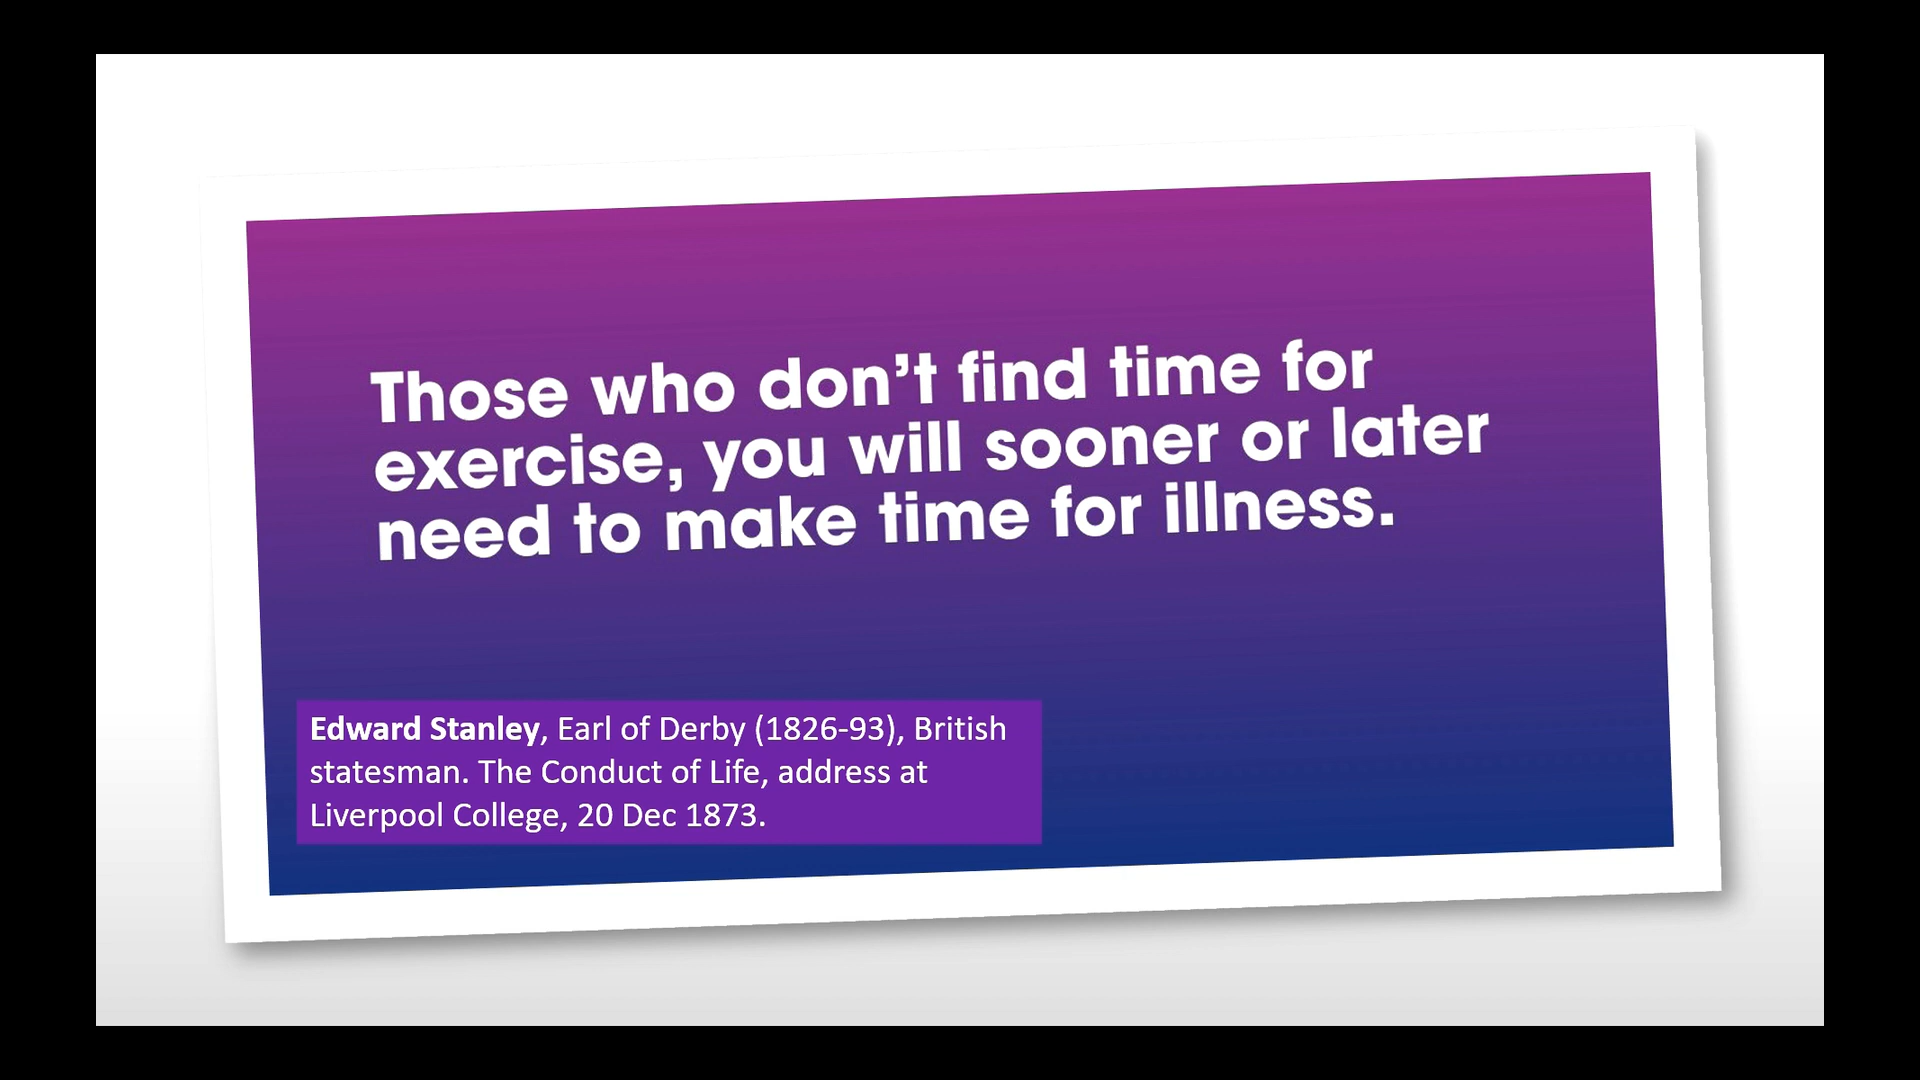 Those who don't find time for
exercise, you will sooner or later
need to make time for illness.
Edward Stanley, Earl of Derby (1826-93), British
statesman. The Conduct of Life, address at
Liverpool College, 20 Dec 1873.